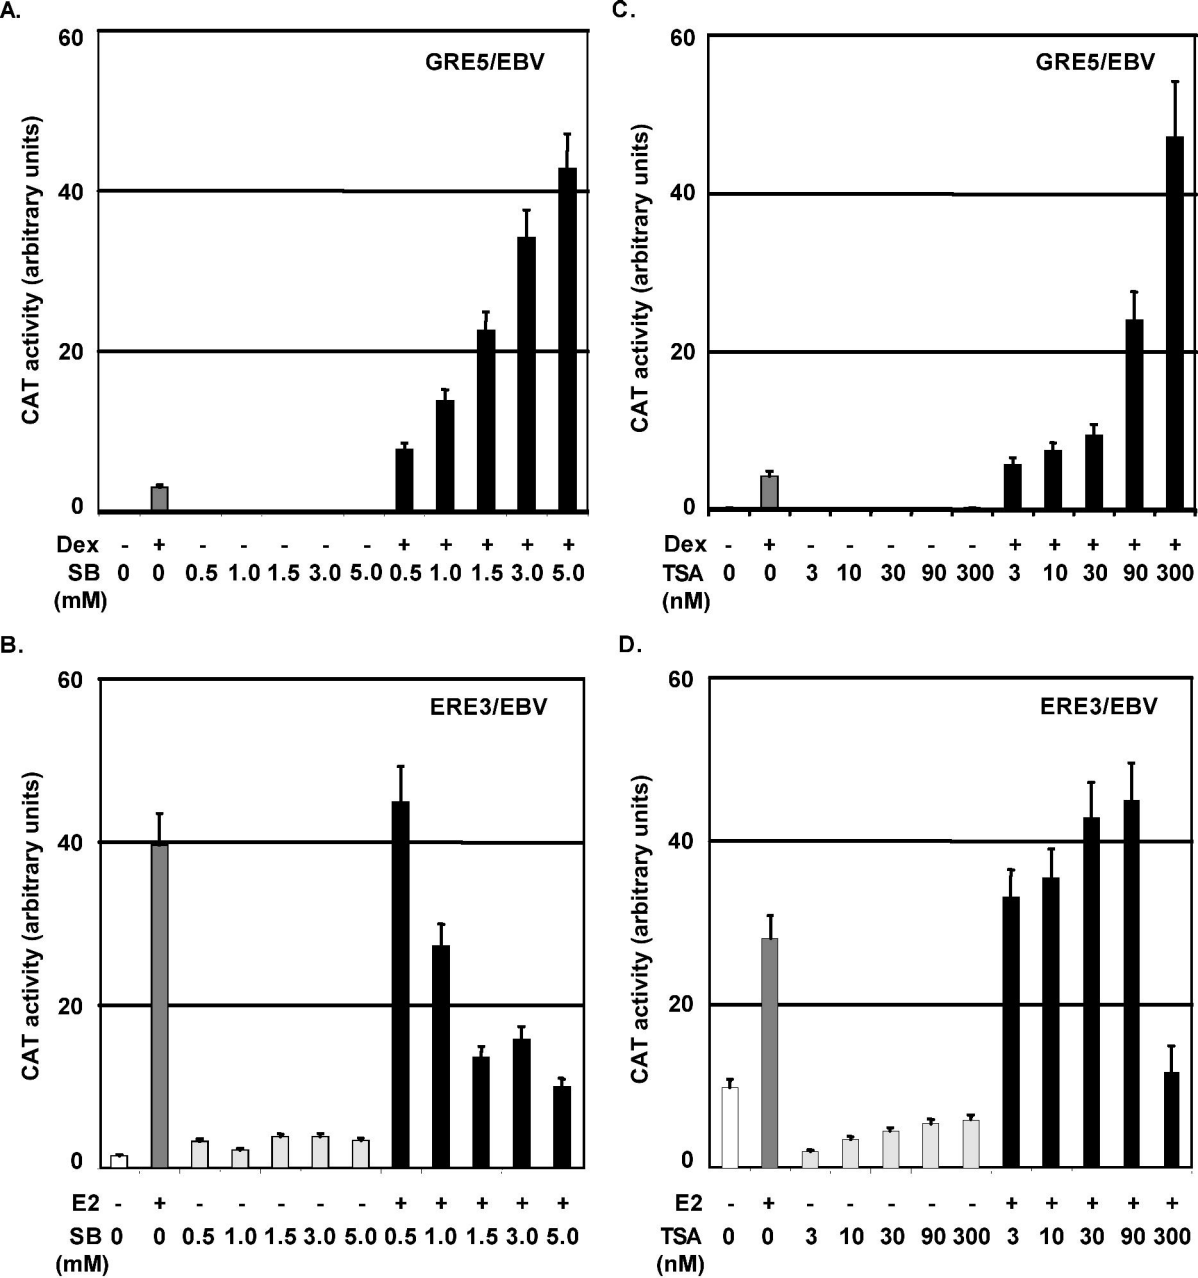 A.
60
GRE5/EBV
40
20
0
CAT activity (arbitrary units)
Dex - + - - - - - + + + + +
SB 0 0 0.5 1.0 1.5 3.0 5.0 0.5 1.0 1.5 3.0 5.0
(mM)
C.
60
GRE5/EBV
40
20
0
CAT activity (arbitrary units)
Dex - + - - - - - + + + + +
TSA 0 0 3 10 30 90 300 3 10 30 90 300
(nM)
B.
60
ERE3/EBV
40
20
0
CAT activity (arbitrary units)
E2 - + - - - - - + + + + +
SB 0 0 0.5 1.0 1.5 3.0 5.0 0.5 1.0 1.5 3.0 5.0
(mM)
D.
60
ERE3/EBV
40
20
0
CAT activity (arbitrary units)
E2 - + - - - - - + + + + +
TSA 0 0 3 10 30 90 300 3 10 30 90 300
(nM)